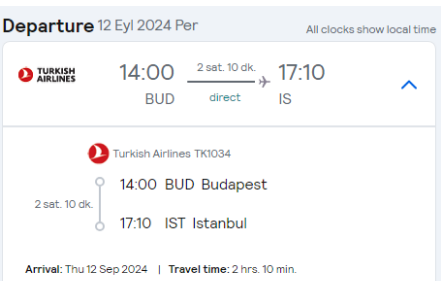 Departure 12 Eyl 2024 Per All clocks show local time
TURKISH AIRLINES 14:00 2 sat. 10 dk. 17:10
BUD direct IS
Turkish Airlines TK1034
14:00 BUD Budapest
2 sat. 10 dk.
17:10 IST Istanbul
Arrival: Thu 12 Sep 2024 | Travel time: 2 hrs. 10 min.